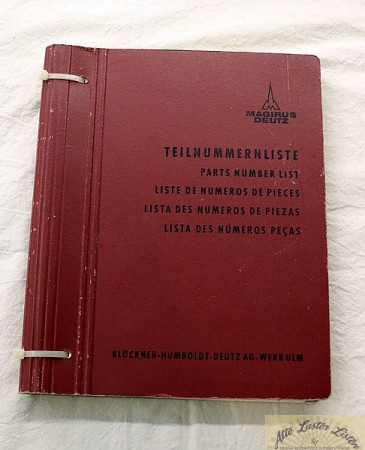 MAGIRUS
DEUTZ
TEILNUMMERNLISTE
PARTS NUMBER LIST
LISTE DE NUMEROS DE PIECES
LISTA DES NUMEROS DE PIEZAS
LISTA DES NÚMEROS PEÇAS
KLÖCKNER-HUMBOLDT-DEUTZ AG-WERK ULM
Alte Laster Listen